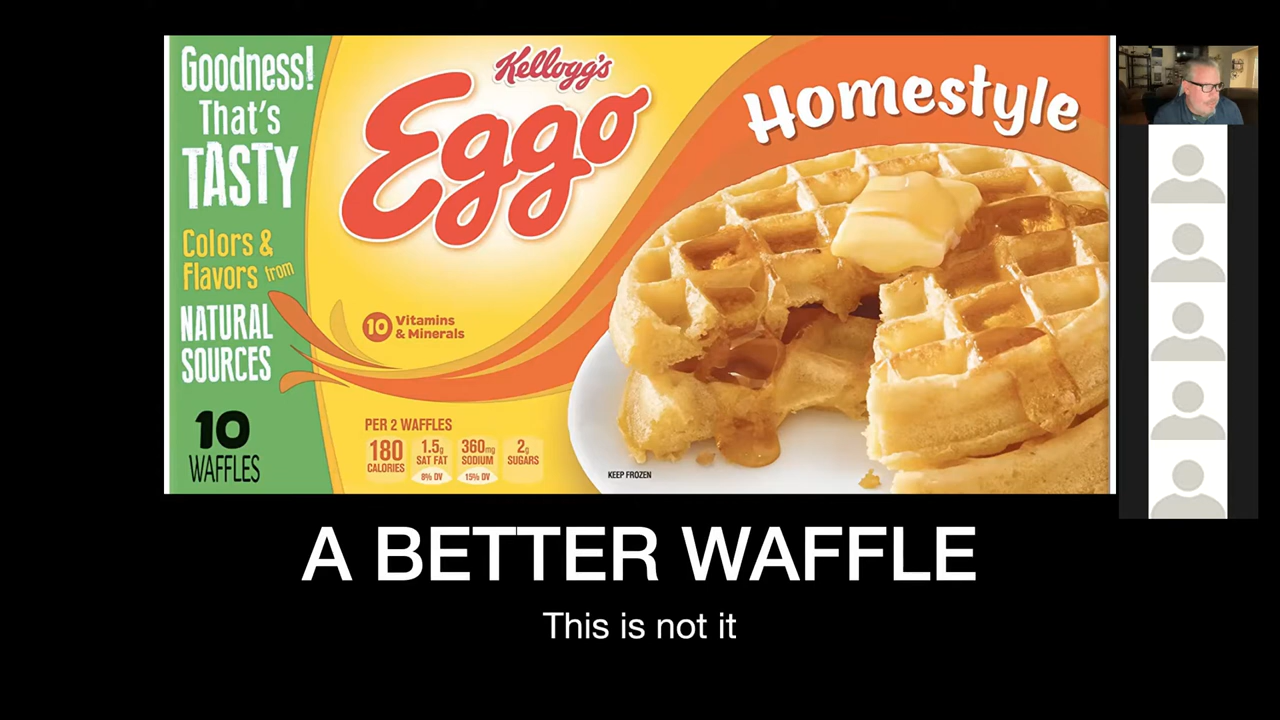 Goodness!
That's
TASTY
Colors &
Flavors from
NATURAL
SOURCES
10
WAFFLES
Kellogg's
Eggo
10 Vitamins
& Minerals
PER 2 WAFFLES
180
CALORIES
1.5g
SAT FAT
8% DV
360mg
SODIUM
15% DV
2g
SUGARS
Homestyle
KEEP FROZEN
A BETTER WAFFLE
This is not it